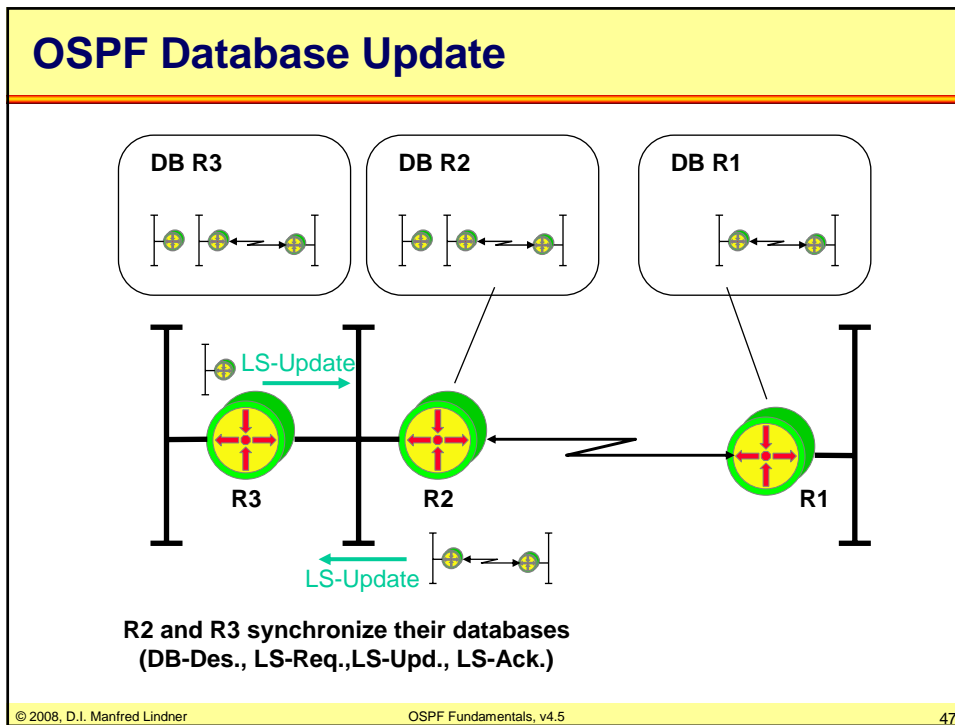 OSPF Database Update
DB R3
DB R2
DB R1
LS-Update
R3
R2
R1
LS-Update
R2 and R3 synchronize their databases
(DB-Des., LS-Req.,LS-Upd., LS-Ack.)
© 2008, D.I. Manfred Lindner
OSPF Fundamentals, v4.5
47